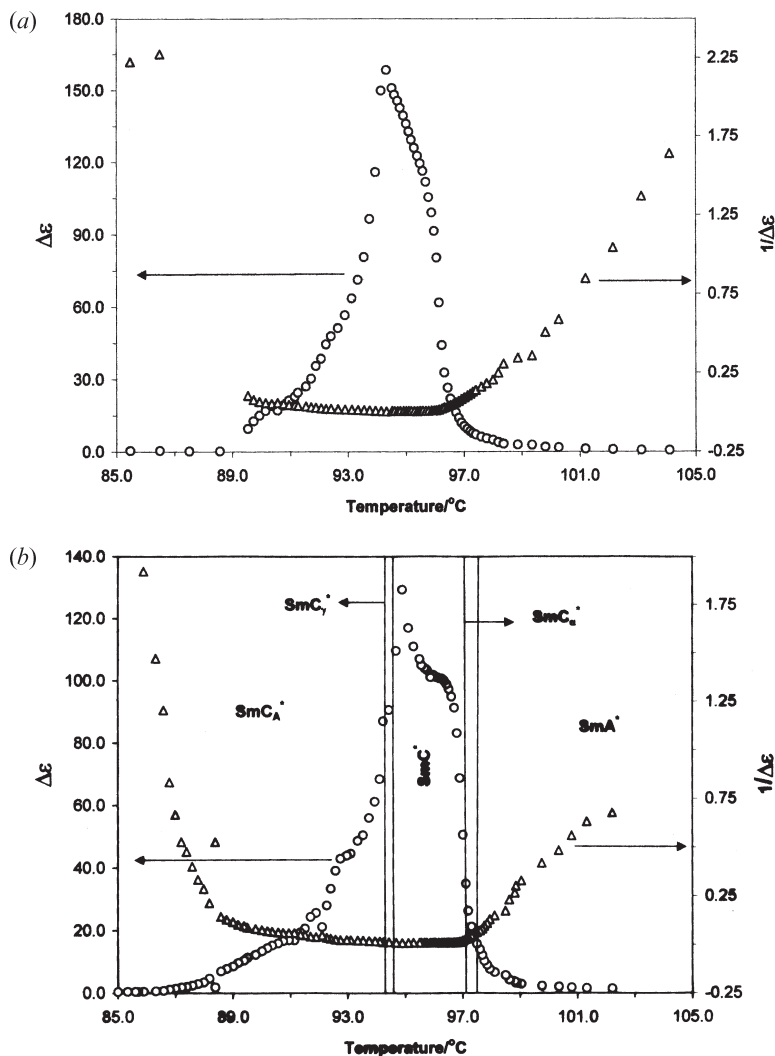 (a)
180.0
150.0
120.0
90.0
60.0
30.0
0.0
Δε
2.25
1.75
1.25
0.75
0.25
-0.25
1/Δε
85.0 89.0 93.0 97.0 101.0 105.0
Temperature/°C
(b)
140.0
120.0
100.0
80.0
60.0
40.0
20.0
0.0
Δε
SmCγ*
SmCα*
SmCA*
SmC*
SmA*
1.75
1.25
0.75
0.25
-0.25
1/Δε
85.0 89.0 93.0 97.0 101.0 105.0
Temperature/°C